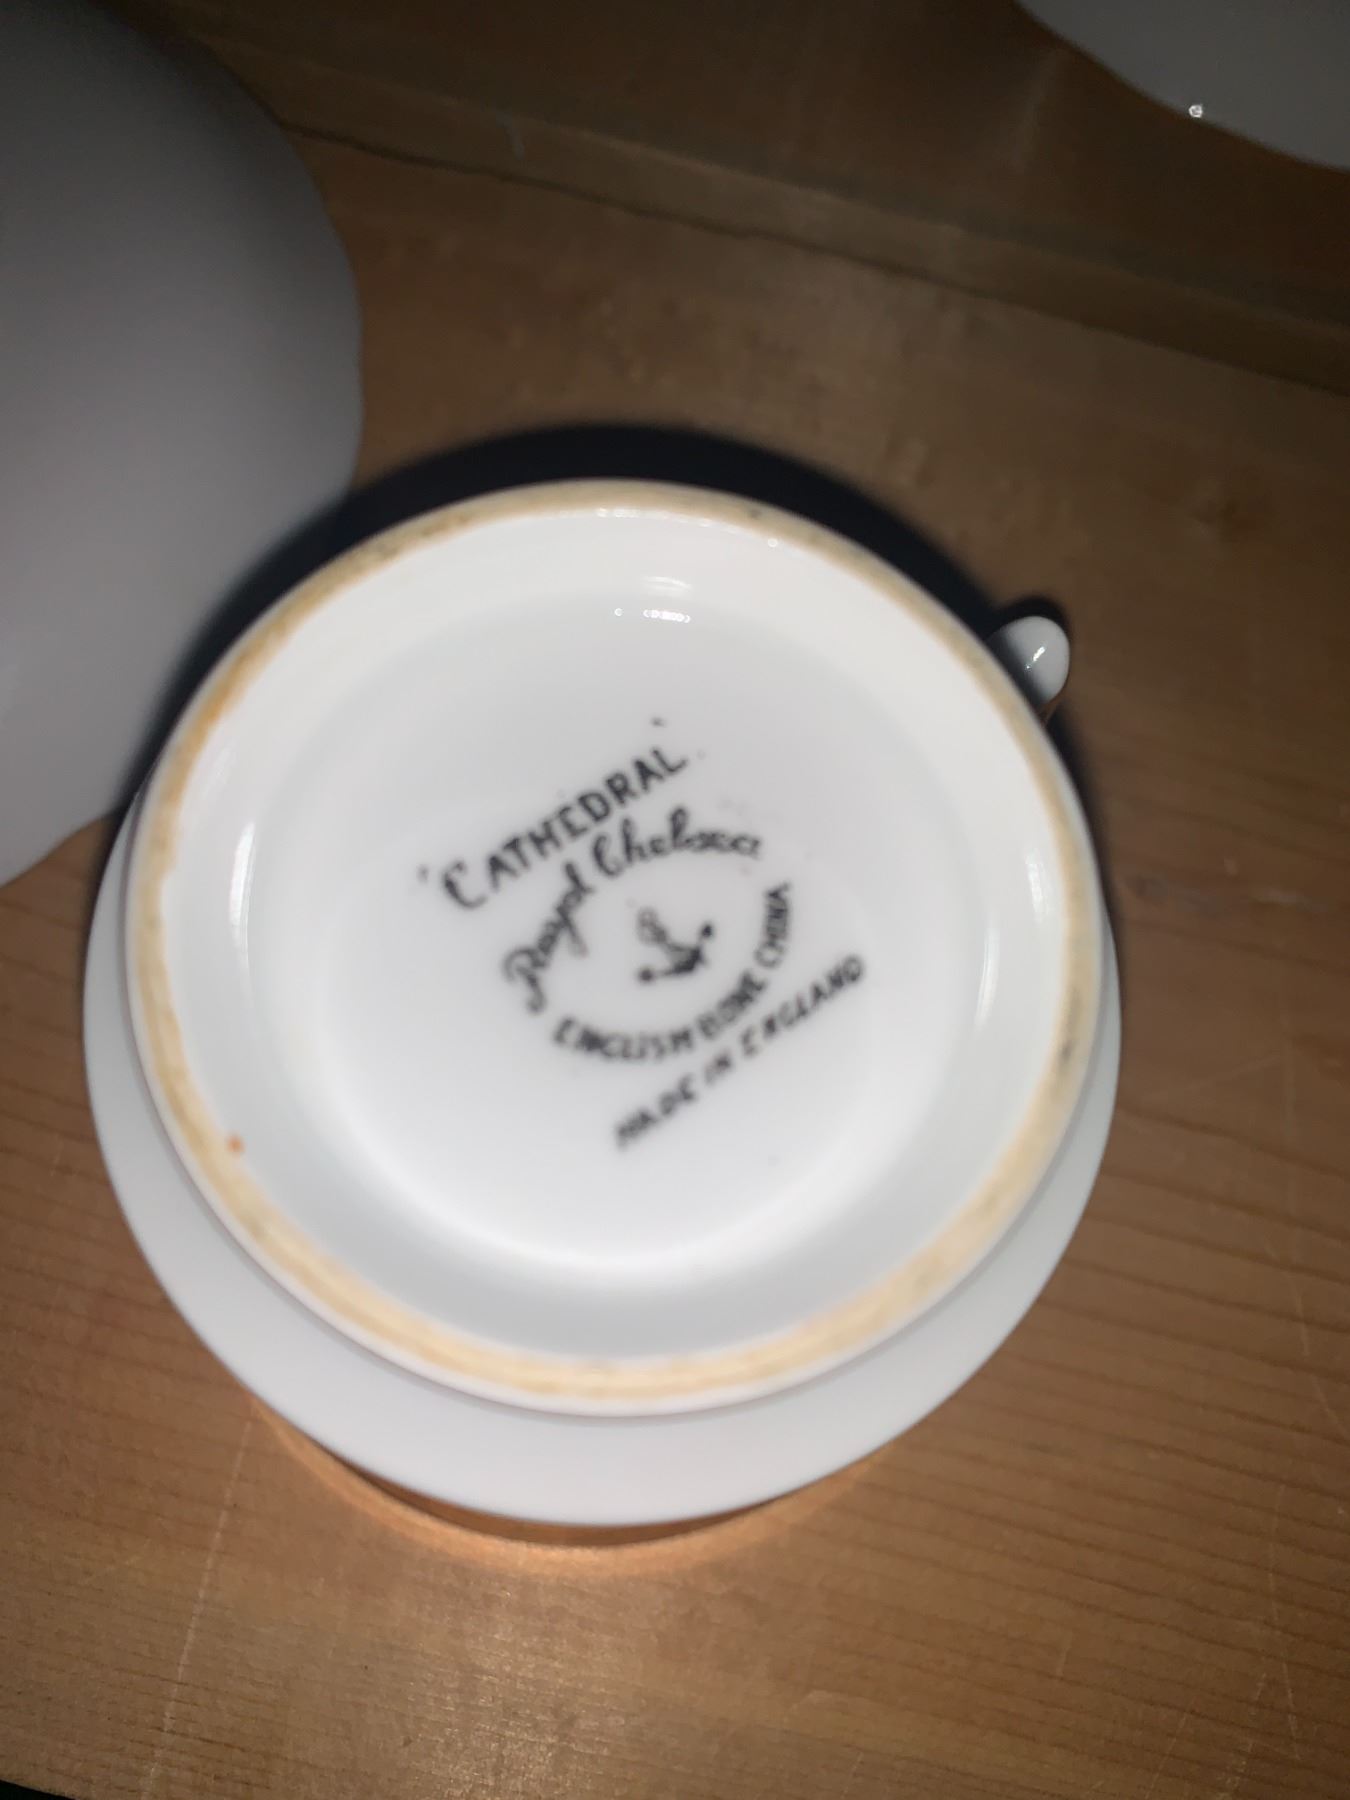 'CATHEDRAL'
Royal Chelsea
ENGLISH BONE CHINA
MADE IN ENGLAND